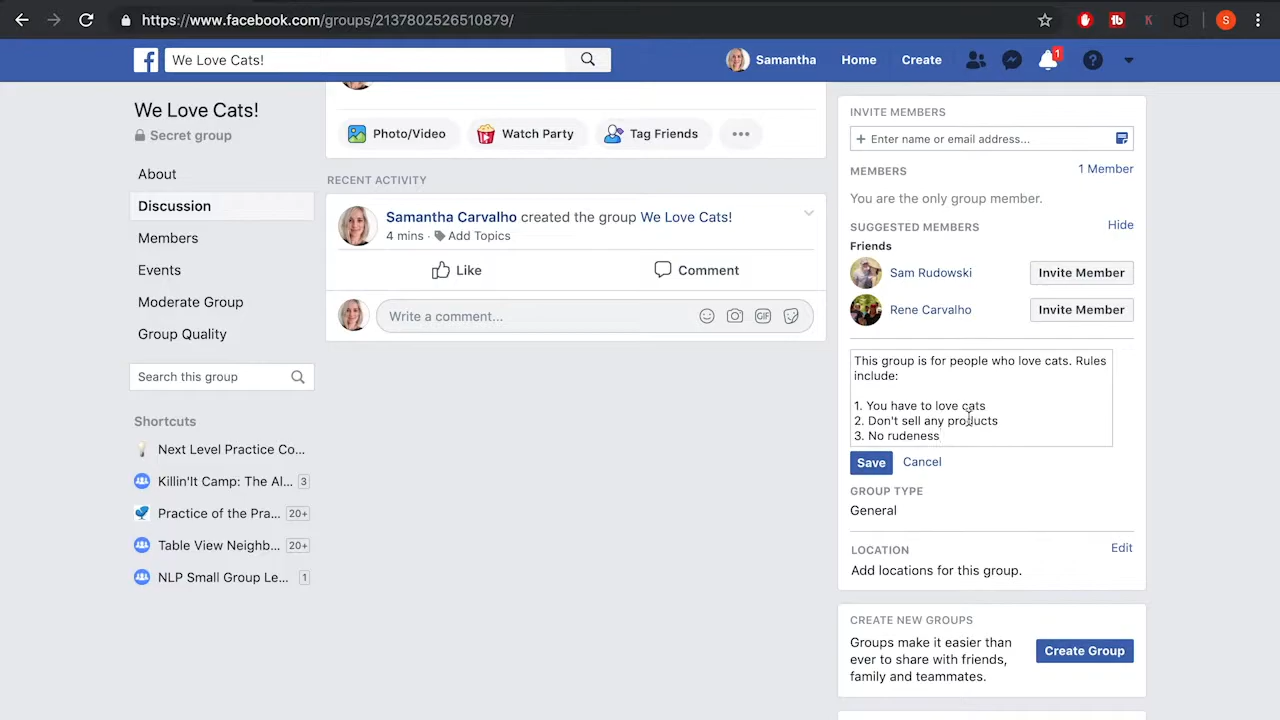 https://www.facebook.com/groups/2137802526510879/
S
We Love Cats!
Samantha
Home
Create
1
We Love Cats!
Secret group
About
Discussion
Members
Events
Moderate Group
Group Quality
Search this group
Shortcuts
Next Level Practice Co...
Killin'It Camp: The Al... 3
Practice of the Pra... 20+
Table View Neighb... 20+
NLP Small Group Le... 1
Photo/Video
Watch Party
Tag Friends
RECENT ACTIVITY
Samantha Carvalho created the group We Love Cats!
4 mins · Add Topics
Like
Comment
Write a comment...
GIF
INVITE MEMBERS
+ Enter name or email address...
MEMBERS
1 Member
You are the only group member.
SUGGESTED MEMBERS
Hide
Friends
Sam Rudowski
Invite Member
Rene Carvalho
Invite Member
This group is for people who love cats. Rules
include:
1. You have to love cats
2. Don't sell any products
3. No rudeness
Save
Cancel
GROUP TYPE
General
LOCATION
Edit
Add locations for this group.
CREATE NEW GROUPS
Groups make it easier than
ever to share with friends,
family and teammates.
Create Group